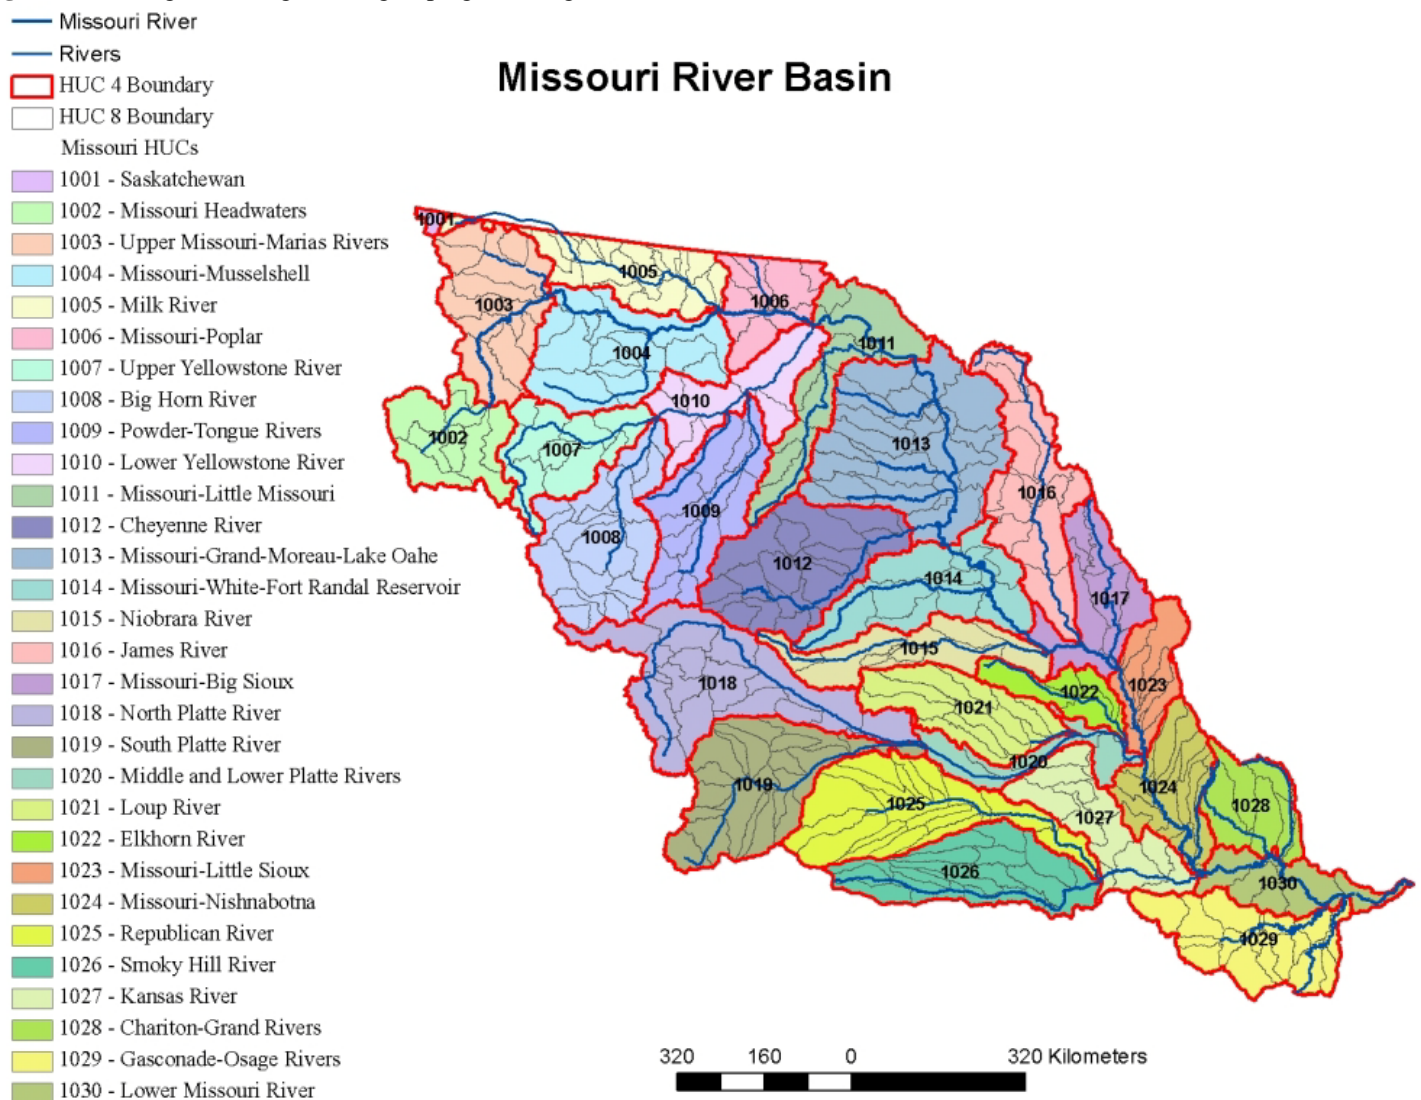 Missouri River
Rivers
HUC 4 Boundary
HUC 8 Boundary
Missouri HUCs
1001 - Saskatchewan
1002 - Missouri Headwaters
1003 - Upper Missouri-Marias Rivers
1004 - Missouri-Musselshell
1005 - Milk River
1006 - Missouri-Poplar
1007 - Upper Yellowstone River
1008 - Big Horn River
1009 - Powder-Tongue Rivers
1010 - Lower Yellowstone River
1011 - Missouri-Little Missouri
1012 - Cheyenne River
1013 - Missouri-Grand-Moreau-Lake Oahe
1014 - Missouri-White-Fort Randal Reservoir
1015 - Niobrara River
1016 - James River
1017 - Missouri-Big Sioux
1018 - North Platte River
1019 - South Platte River
1020 - Middle and Lower Platte Rivers
1021 - Loup River
1022 - Elkhorn River
1023 - Missouri-Little Sioux
1024 - Missouri-Nishnabotna
1025 - Republican River
1026 - Smoky Hill River
1027 - Kansas River
1028 - Chariton-Grand Rivers
1029 - Gasconade-Osage Rivers
1030 - Lower Missouri River
Missouri River Basin
1001
1005
1006
1003
1011
1004
1010
1002
1007
1013
1016
1009
1008
1012
1014
1017
1015
1018
1022
1023
1021
1020
1019
1024
1025
1028
1027
1026
1030
1029
320 160 0 320 Kilometers